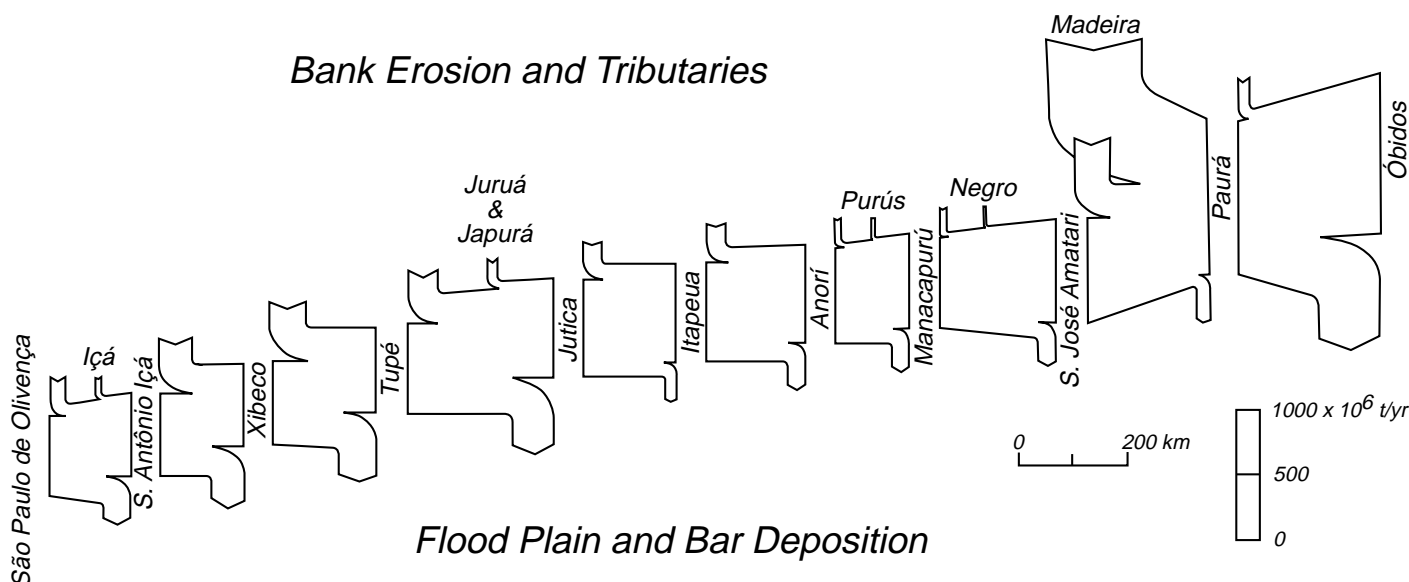 Madeira
Bank Erosion and Tributaries
Juruá
&
Japurá
Purús
Negro
Içá
São Paulo de Olivença
S. Antônio Içá
Xibeco
Tupé
Jutica
Itapeua
Anorí
Manacapurú
S. José Amatari
Paurá
Óbidos
0 200 km
1000 x 10⁶ t/yr
500
0
Flood Plain and Bar Deposition